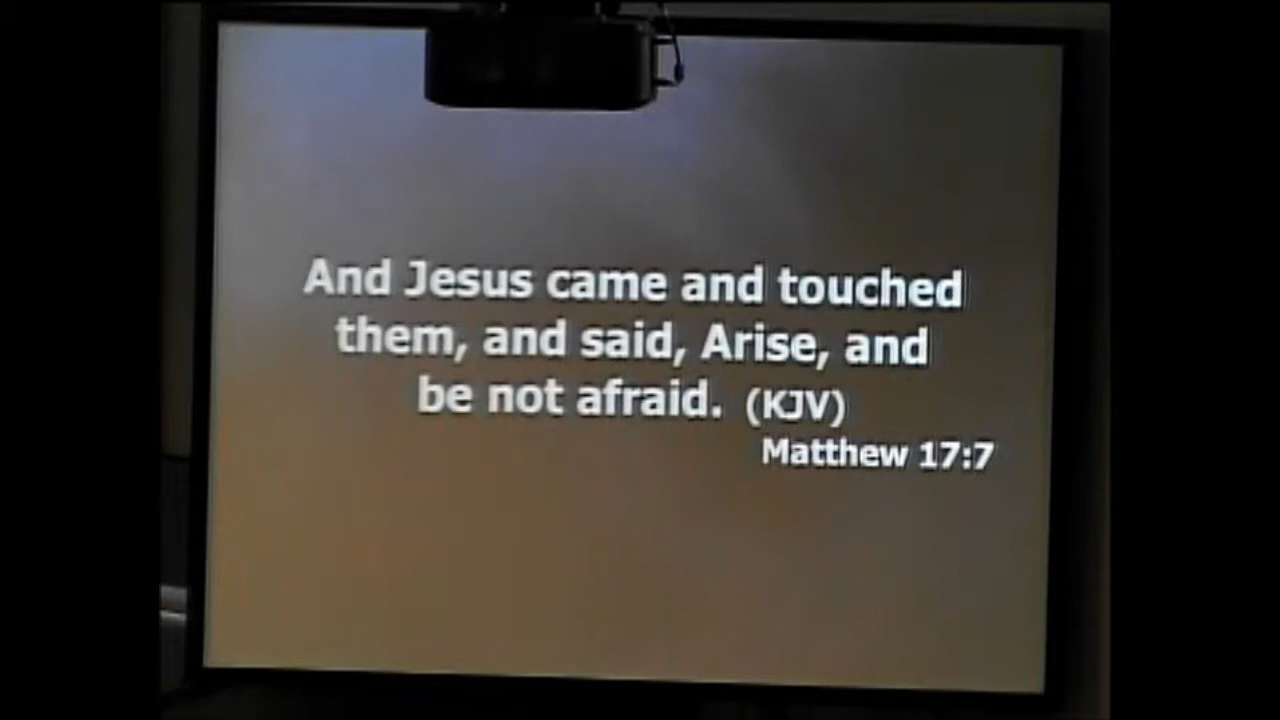 And Jesus came and touched
them, and said, Arise, and
be not afraid. (KJV)
Matthew 17:7